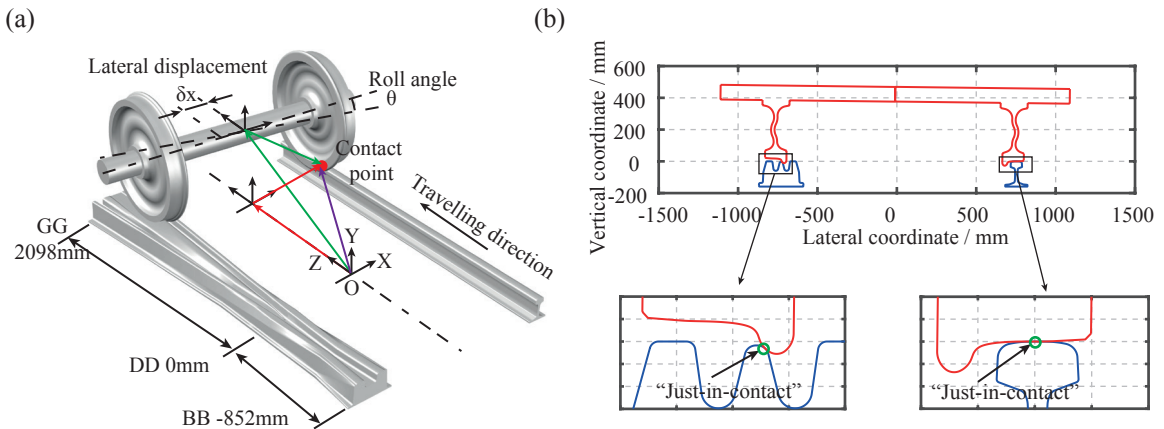 (a)
Lateral displacement
δx
Roll angle
θ
Contact
point
Travelling direction
GG
2098mm
Y
Z
X
O
DD 0mm
BB -852mm
(b)
Vertical coordinate / mm
600
400
200
0
-200
-1500
-1000
-500
0
500
1000
1500
Lateral coordinate / mm
“Just-in-contact”
“Just-in-contact”